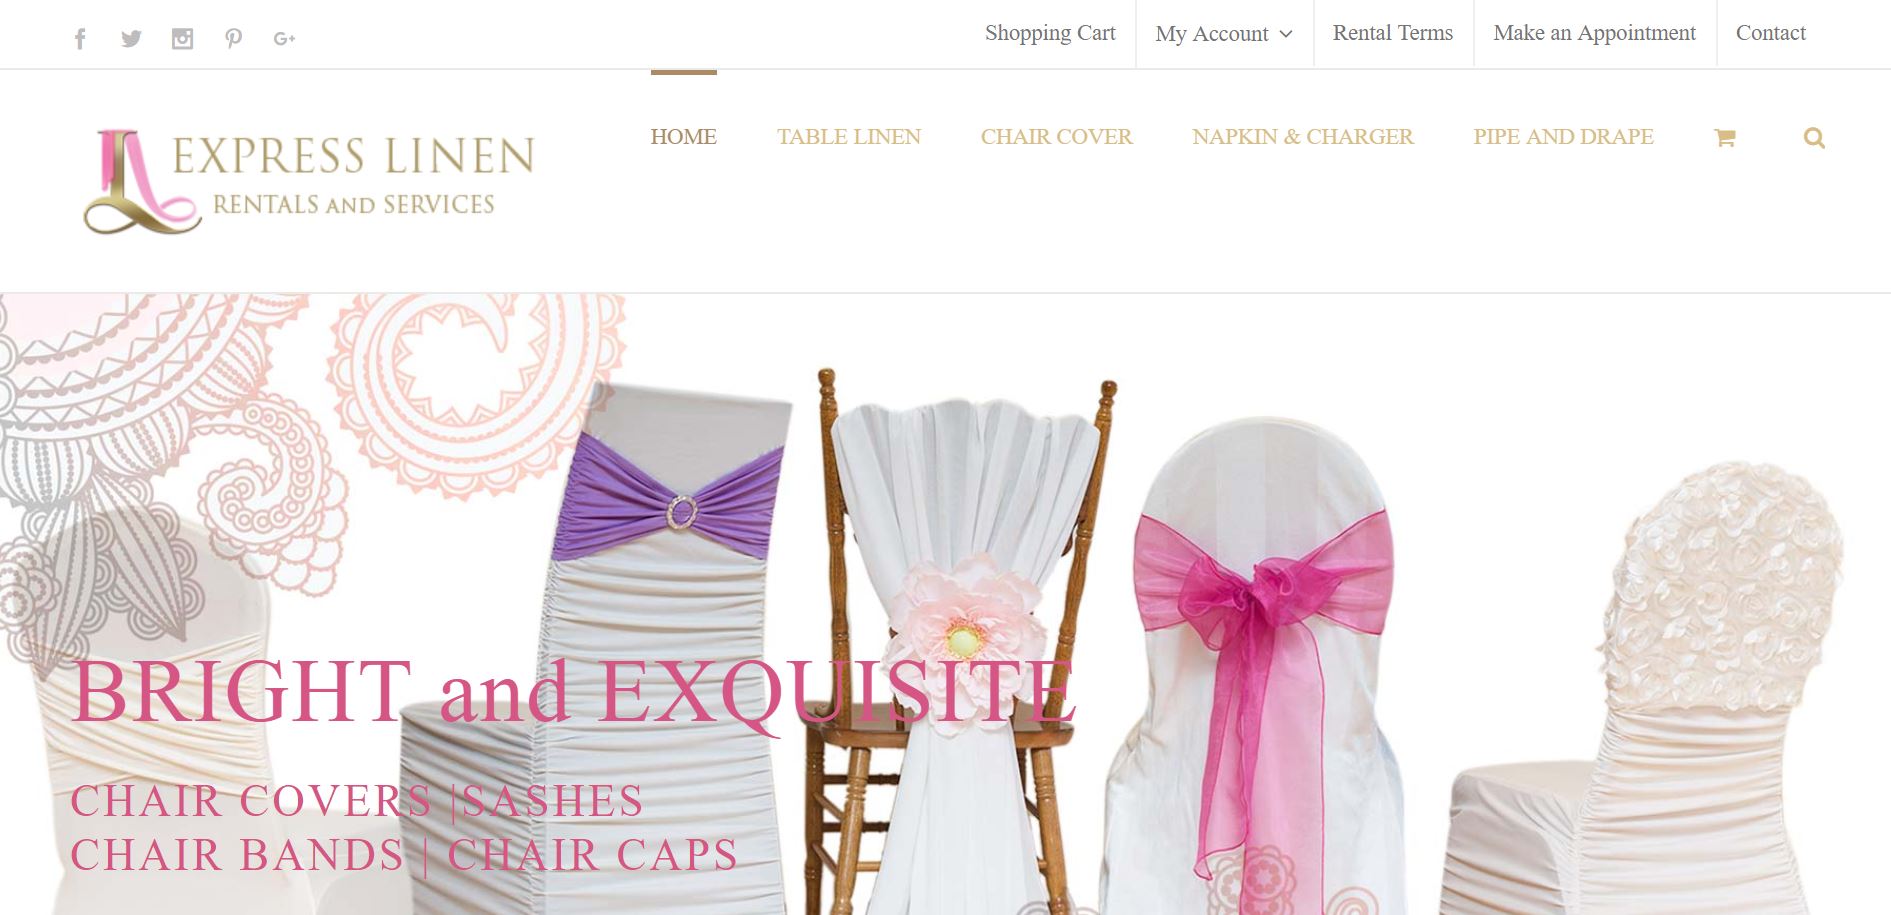 Shopping Cart
My Account
Rental Terms
Make an Appointment
Contact
EXPRESS LINEN
RENTALS AND SERVICES
HOME
TABLE LINEN
CHAIR COVER
NAPKIN & CHARGER
PIPE AND DRAPE
BRIGHT and EXQUISITE
CHAIR COVERS |SASHES
CHAIR BANDS | CHAIR CAPS